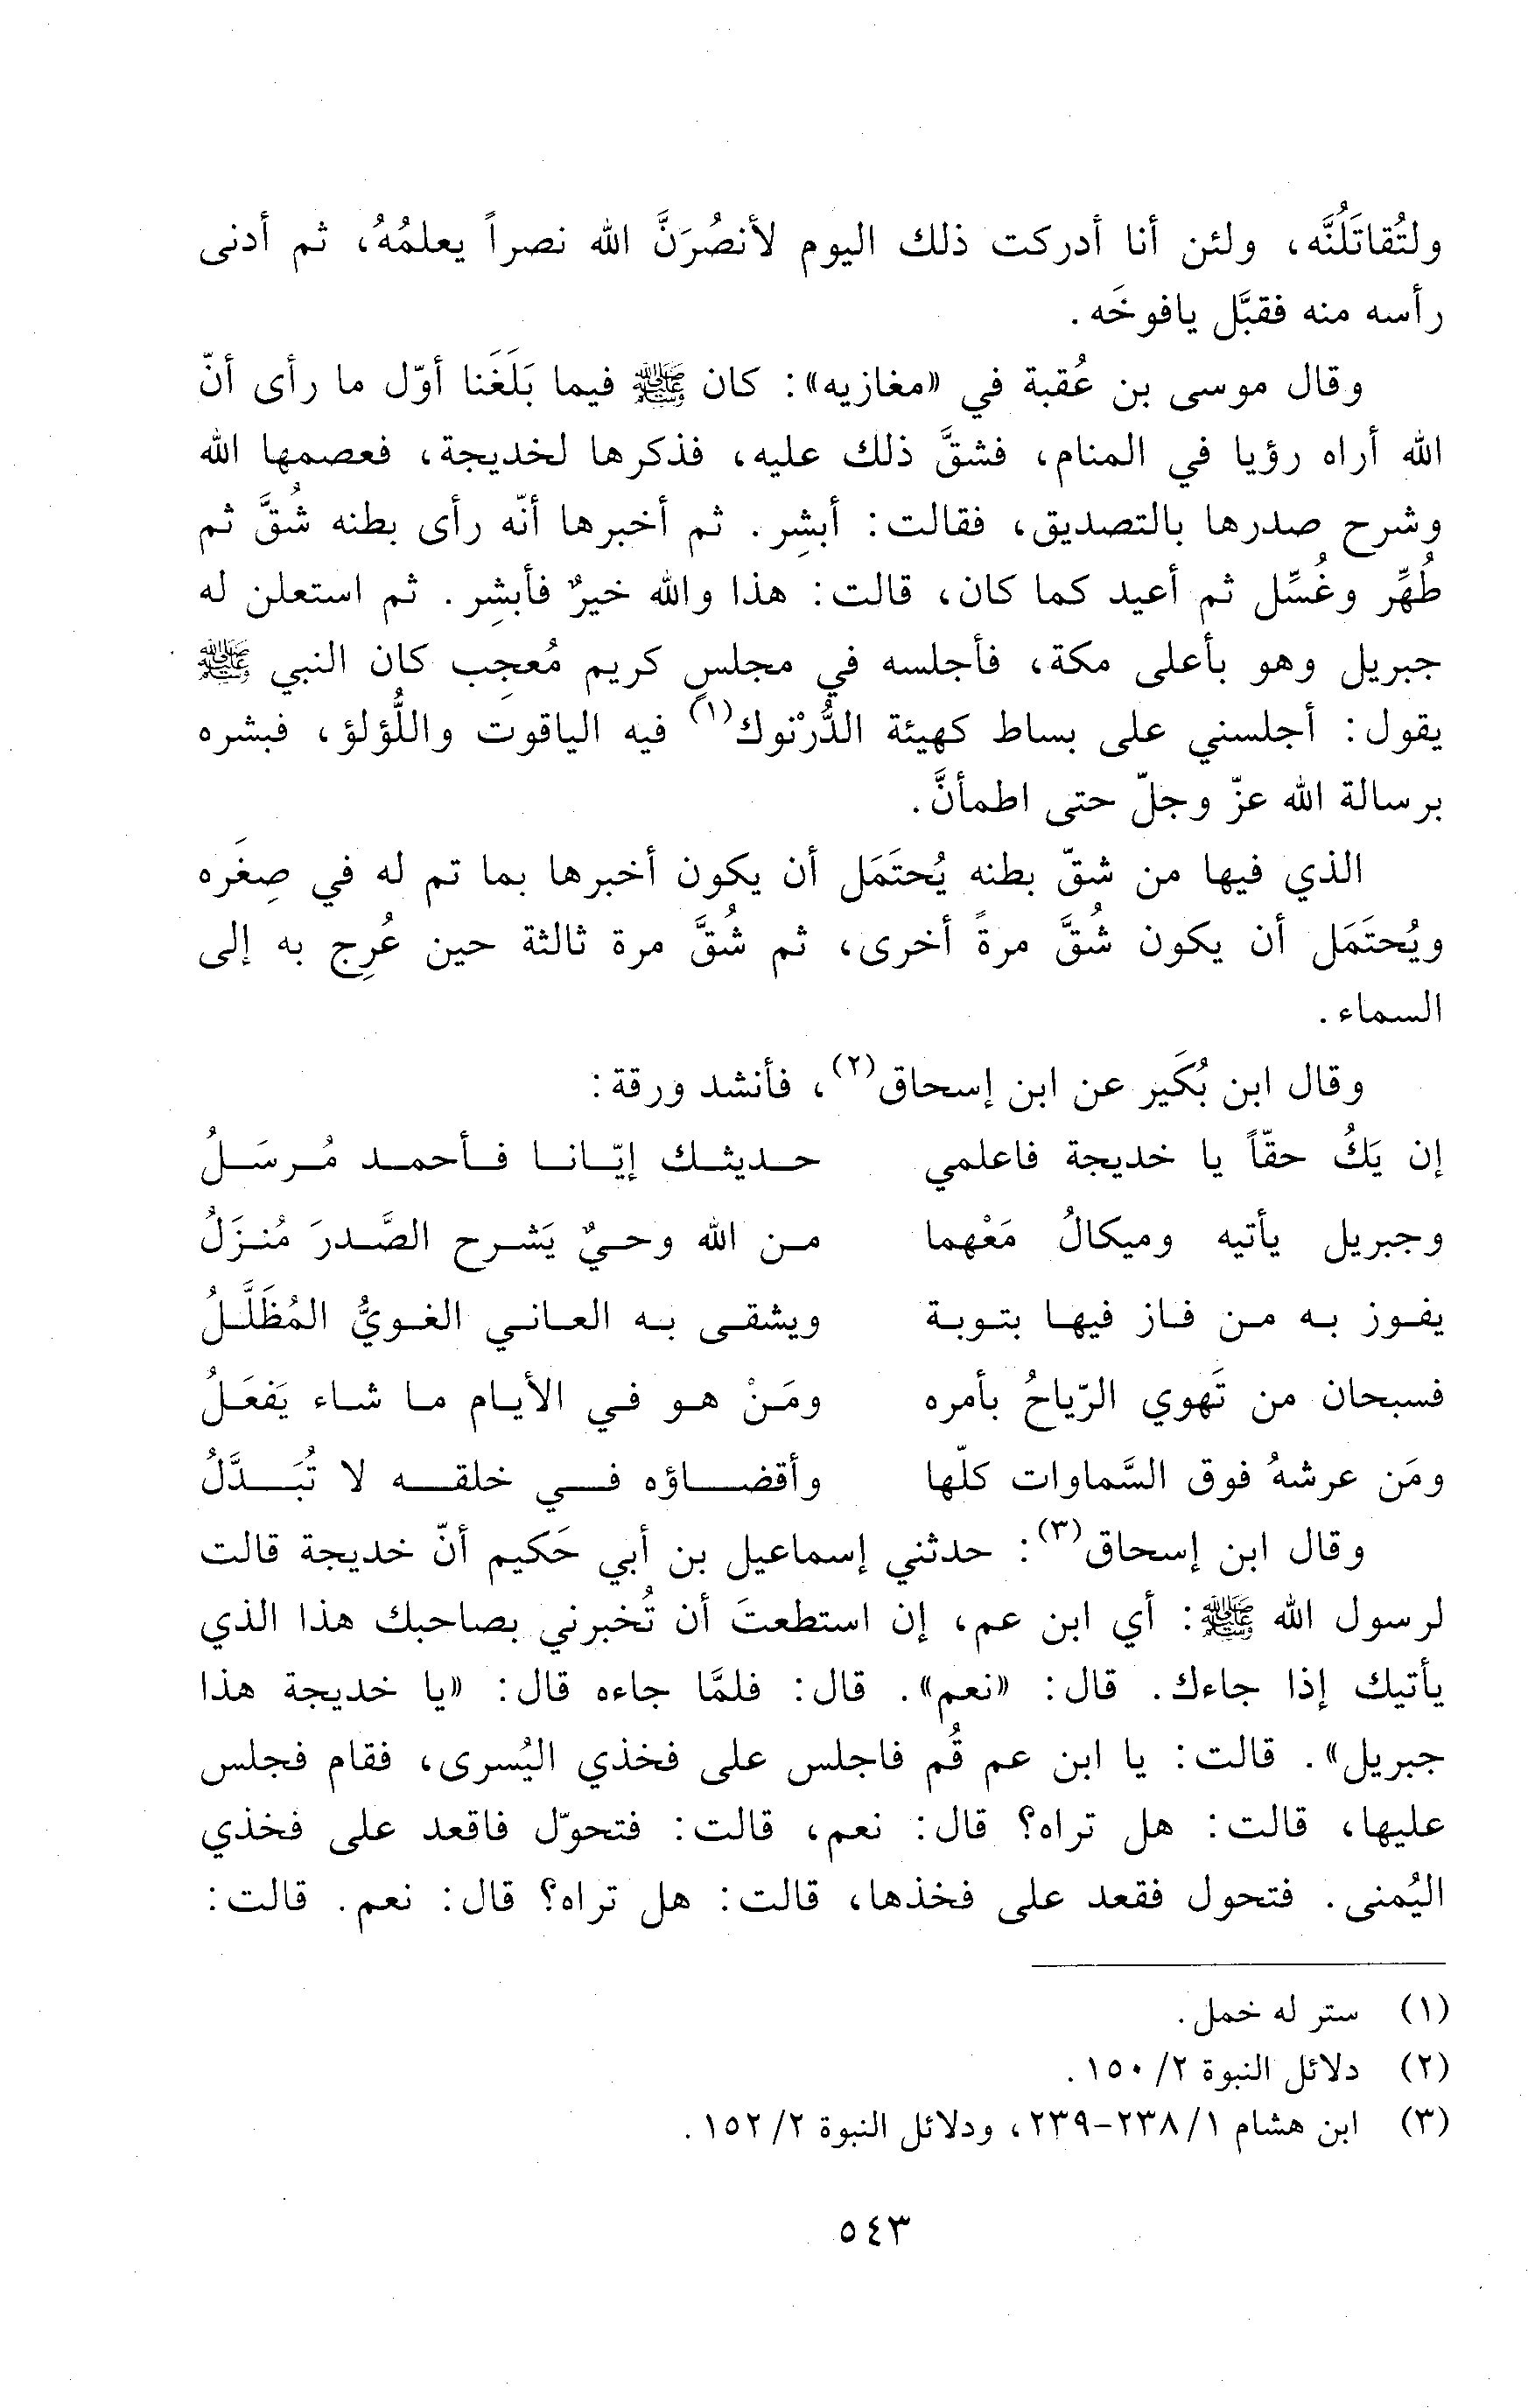 ولتُقاتَلُنَّه، ولئن أنا أدركت ذلك اليوم لأنصُرَنَّ الله نصراً يعلمُهُ، ثم أدنى
رأسه منه فقبَّل يافوخَه.
وقال موسى بن عُقبة في «مغازيه»: كان ﷺ فيما بَلَغَنا أوّل ما رأى أنّ
الله أراه رؤيا في المنام، فشقَّ ذلك عليه، فذكرها لخديجة، فعصمها الله
وشرح صدرها بالتصديق، فقالت: أبشِر. ثم أخبرها أنّه رأى بطنه شُقَّ ثم
طُهِّر وغُسِّل ثم أعيد كما كان، قالت: هذا والله خيرٌ فأبشِر. ثم استعلن له
جبريل وهو بأعلى مكة، فأجلسه في مجلسٍ كريم مُعجِب كان النبي ﷺ
يقول: أجلسني على بساط كهيئة الدُّرْنوك(١) فيه الياقوت واللُّؤلؤ، فبشره
برسالة الله عزّ وجلّ حتى اطمأنَّ.
الذي فيها من شقّ بطنه يُحتَمَل أن يكون أخبرها بما تم له في صِغَره
ويُحتَمَل أن يكون شُقَّ مرةً أخرى، ثم شُقَّ مرة ثالثة حين عُرِج به إلى
السماء.
وقال ابن بُكَير عن ابن إسحاق(٢)، فأنشد ورقة:
إن يَكُ حقّاً يا خديجة فاعلمي حديثك إيّانا فأحمد مُرسَلُ
وجبريل يأتيه وميكالُ مَعْهما من الله وحيٌ يَشرح الصَّدرَ مُنزَلُ
يفوز به من فاز فيها بتوبة ويشقى به العاني الغويُّ المُظَلَّلُ
فسبحان من تَهوي الرّياحُ بأمره ومَنْ هو في الأيام ما شاء يَفعَلُ
ومَن عرشهُ فوق السَّماوات كلّها وأقضاؤه في خلقه لا تُبَدَّلُ
وقال ابن إسحاق(٣): حدثني إسماعيل بن أبي حَكيم أنّ خديجة قالت
لرسول الله ﷺ: أي ابن عم، إن استطعتَ أن تُخبرني بصاحبك هذا الذي
يأتيك إذا جاءك. قال: «نعم». قال: فلمَّا جاءه قال: «يا خديجة هذا
جبريل». قالت: يا ابن عم قُم فاجلس على فخذي اليُسرى، فقام فجلس
عليها، قالت: هل تراه؟ قال: نعم، قالت: فتحوّل فاقعد على فخذي
اليُمنى. فتحول فقعد على فخذها، قالت: هل تراه؟ قال: نعم. قالت:
(١) ستر له خمل.
(٢) دلائل النبوة ٢/ ١٥٠.
(٣) ابن هشام ١/ ٢٣٨-٢٣٩، ودلائل النبوة ٢/ ١٥٢.
٥٤٣